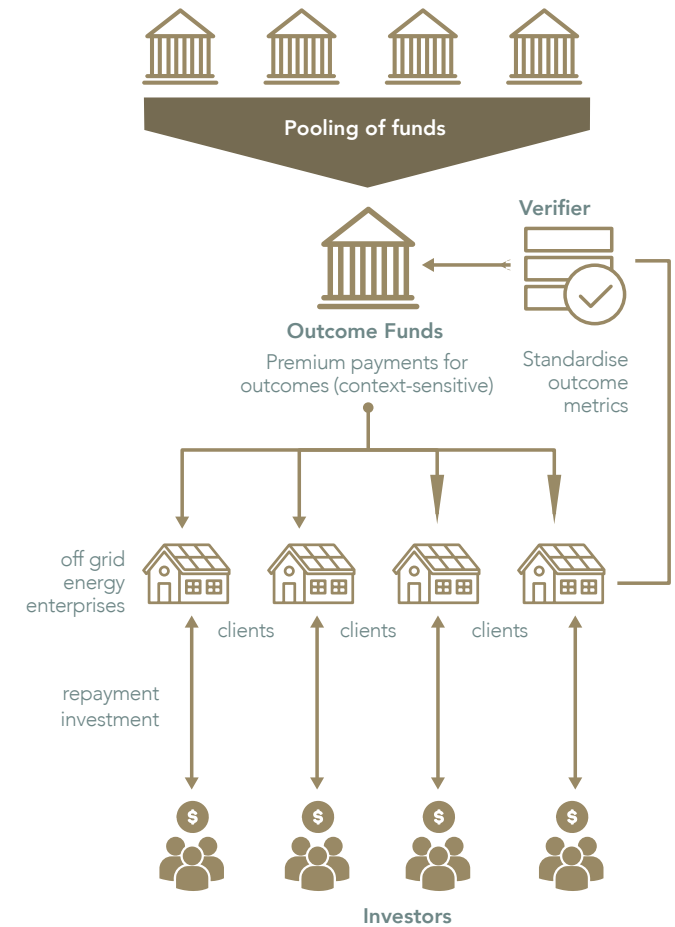 Pooling of funds
Verifier
Outcome Funds
Premium payments for
outcomes (context-sensitive)
Standardise
outcome
metrics
off grid
energy
enterprises
clients
clients
clients
repayment
investment
$
$
$
$
Investors